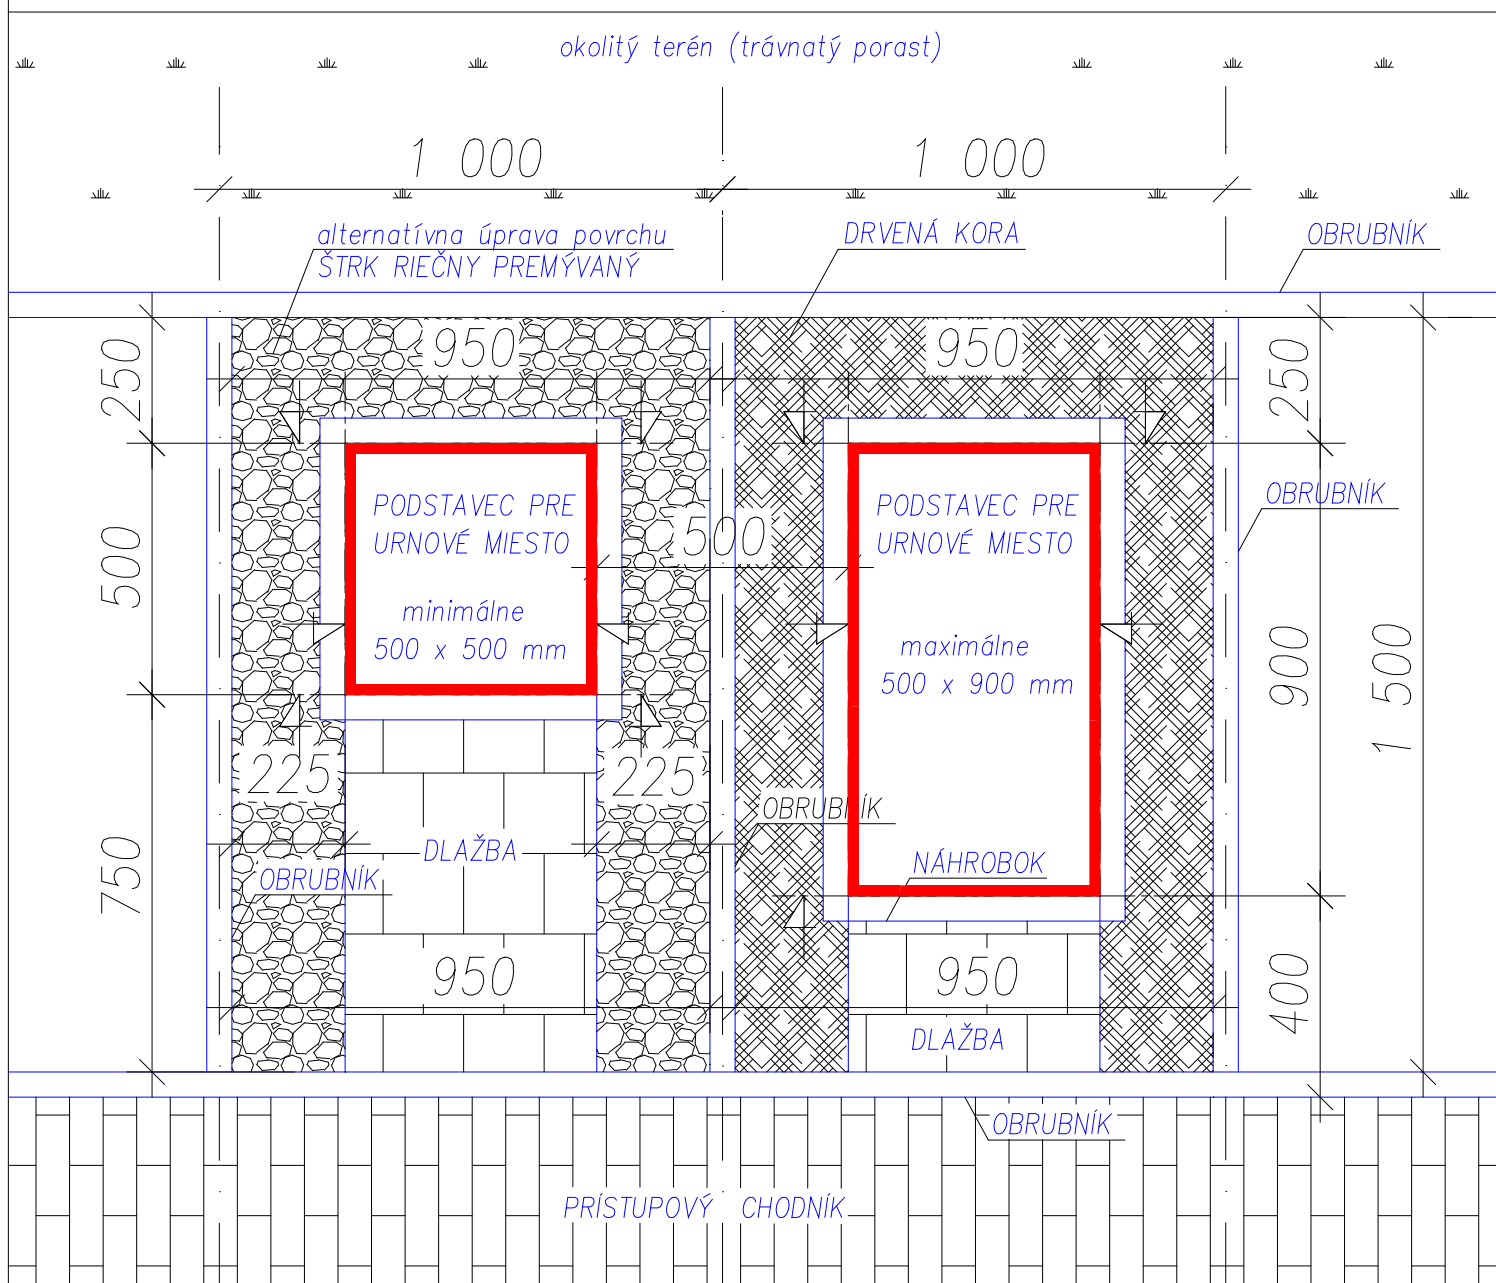 okolitý terén (trávnatý porast)
1 000
1 000
alternatívna úprava povrchu
ŠTRK RIEČNY PREMÝVANÝ
DRVENÁ KORA
OBRUBNÍK
950
950
250
250
PODSTAVEC PRE
URNOVÉ MIESTO
minimálne
500 x 500 mm
PODSTAVEC PRE
URNOVÉ MIESTO
maximálne
500 x 900 mm
OBRUBNÍK
500
500
900
1 500
225
225
OBRUBNÍK
DLAŽBA
OBRUBNÍK
NÁHROBOK
750
950
950
400
DLAŽBA
OBRUBNÍK
PRÍSTUPOVÝ CHODNÍK